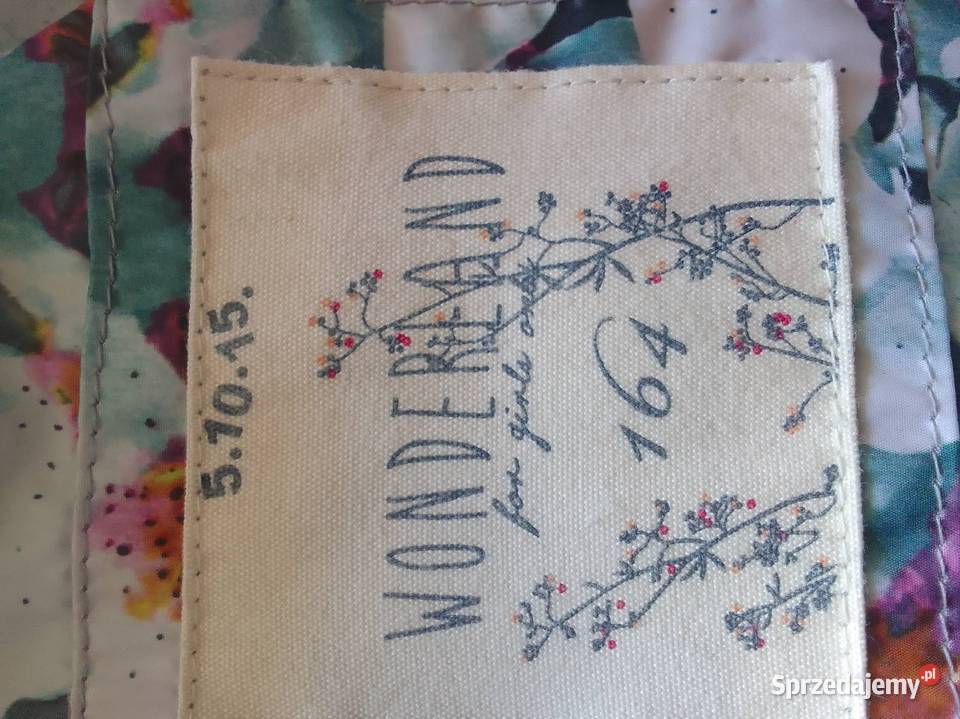 5.10.15.
WONDERLAND
for girls only
164
Sprzedajemy.pl